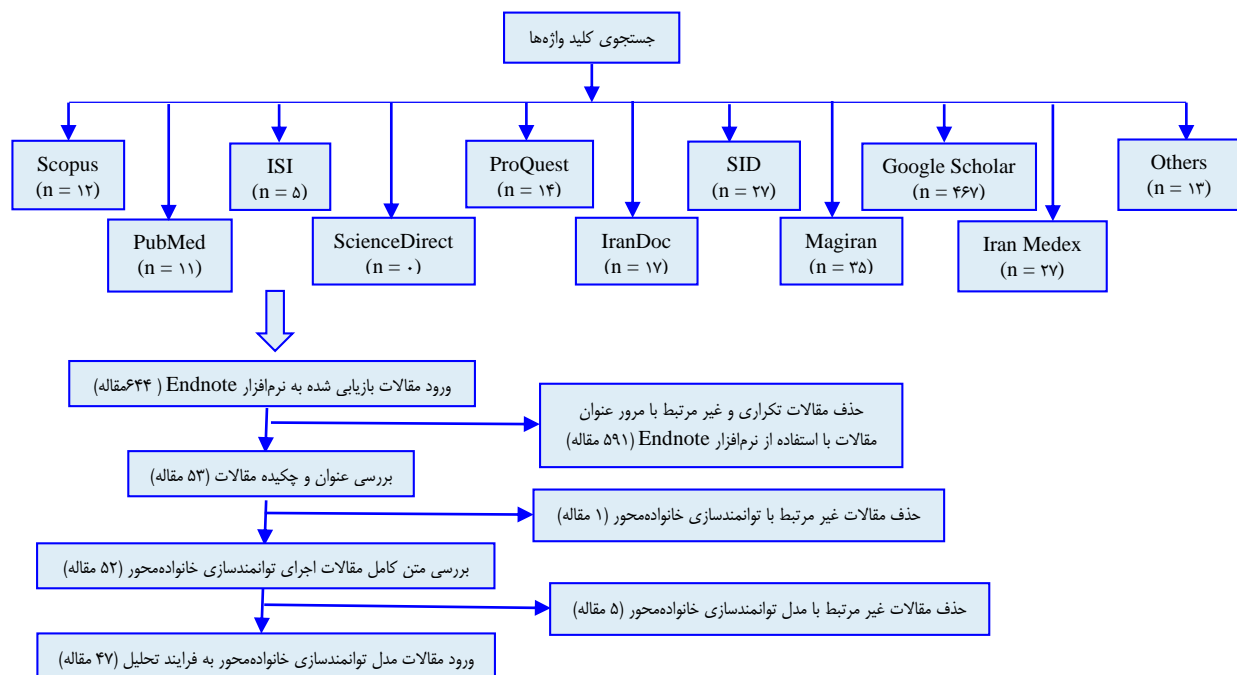 جستجوی کلید واژه‌ها
Scopus
(n = ۱۲)
ISI
(n = ۵)
ProQuest
(n = ۱۴)
SID
(n = ۲۷)
Google Scholar
(n = ۴۶۷)
Others
(n = ۱۳)
PubMed
(n = ۱۱)
ScienceDirect
(n = ۰)
IranDoc
(n = ۱۷)
Magiran
(n = ۳۵)
Iran Medex
(n = ۲۷)
ورود مقالات بازیابی شده به نرم‌افزار Endnote ( ۶۴۴مقاله)
حذف مقالات تکراری و غیر مرتبط با مرور عنوان
مقالات با استفاده از نرم‌افزار Endnote (۵۹۱ مقاله)
بررسی عنوان و چکیده مقالات (۵۳ مقاله)
حذف مقالات غیر مرتبط با توانمندسازی خانواده‌محور (۱ مقاله)
بررسی متن کامل مقالات اجرای توانمندسازی خانواده‌محور (۵۲ مقاله)
حذف مقالات غیر مرتبط با مدل توانمندسازی خانواده‌محور (۵ مقاله)
ورود مقالات مدل توانمندسازی خانواده‌محور به فرایند تحلیل (۴۷ مقاله)